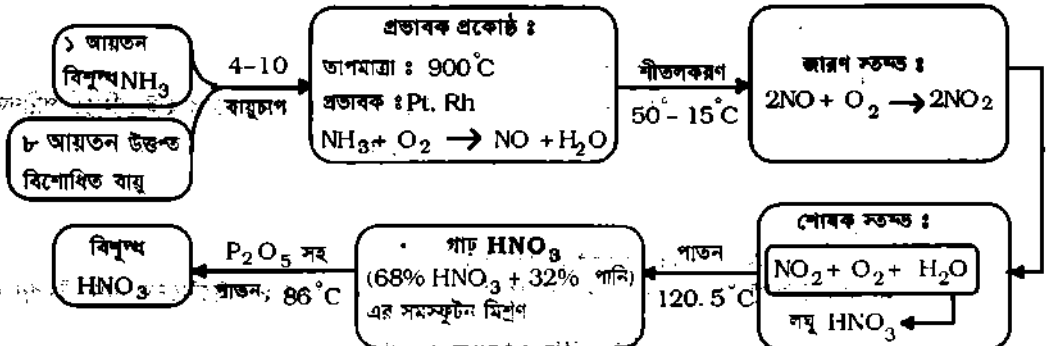 ১ আয়তন
বিশুদ্ধ NH₃
৮ আয়তন উত্তপ্ত
বিশোধিত বায়ু
4-10
বায়ুচাপ
প্রভাবক প্রকোষ্ঠ ঃ
তাপমাত্রা ঃ 900°C
প্রভাবক ঃ Pt. Rh
NH₃ + O₂ → NO + H₂O
শীতলকরণ
50° - 15°C
জারণ স্তম্ভ ঃ
2NO + O₂ → 2NO₂
শোষক স্তম্ভ ঃ
NO₂ + O₂ + H₂O
লঘু HNO₃
পাতন
120.5°C
গাঢ় HNO₃
(68% HNO₃ + 32% পানি)
এর সমস্ফুটন মিশ্রণ
P₂O₅ সহ
পাতন, 86°C
বিশুদ্ধ
HNO₃